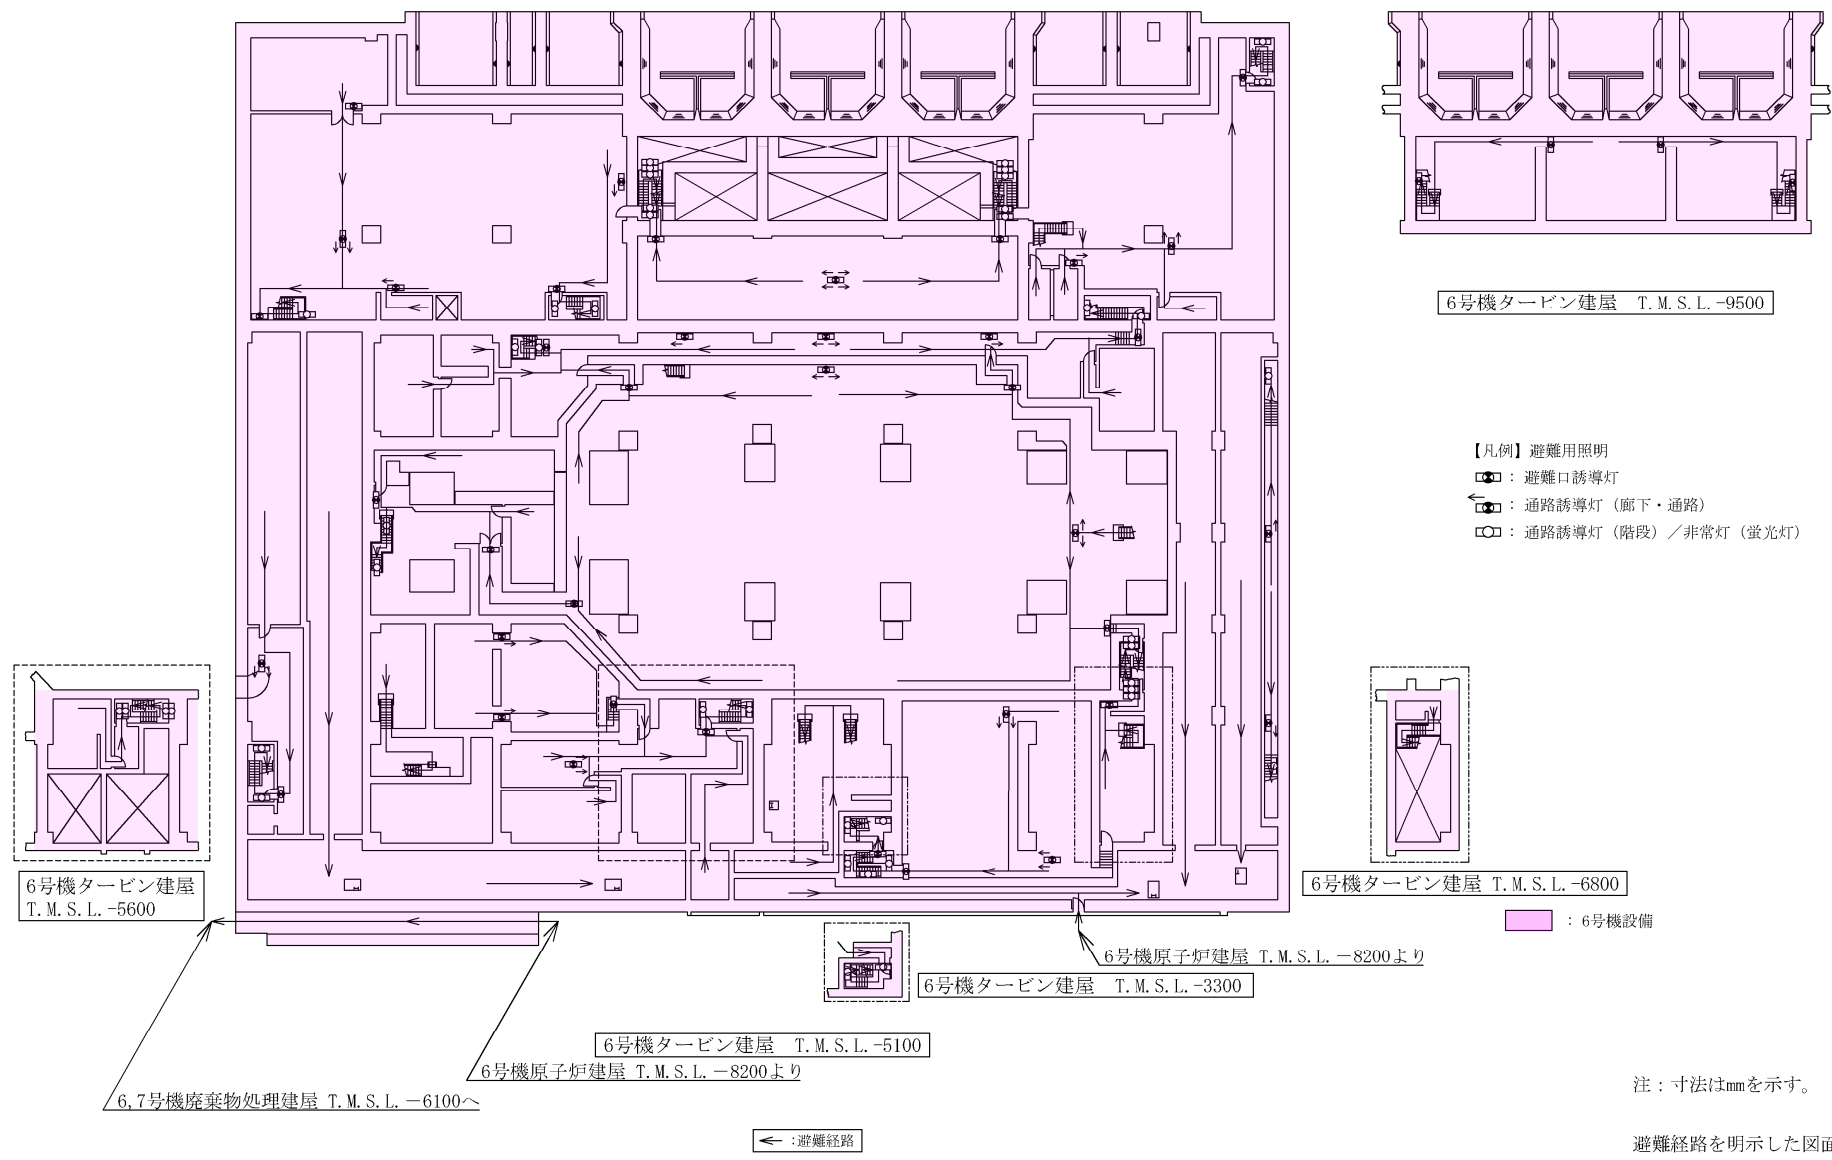 6号機タービン建屋　T.M.S.L.-9500
【凡例】避難用照明
：避難口誘導灯
：通路誘導灯（廊下・通路）
：通路誘導灯（階段）／非常灯（蛍光灯）
6号機タービン建屋
T.M.S.L.-5600
6号機タービン建屋 T.M.S.L.-6800
：6号機設備
6号機原子炉建屋 T.M.S.L.－8200より
6号機タービン建屋　T.M.S.L.-3300
6号機タービン建屋　T.M.S.L.-5100
6号機原子炉建屋 T.M.S.L.－8200より
6,7号機廃棄物処理建屋 T.M.S.L.－6100へ
：避難経路
注：寸法はmmを示す。
避難経路を明示した図面